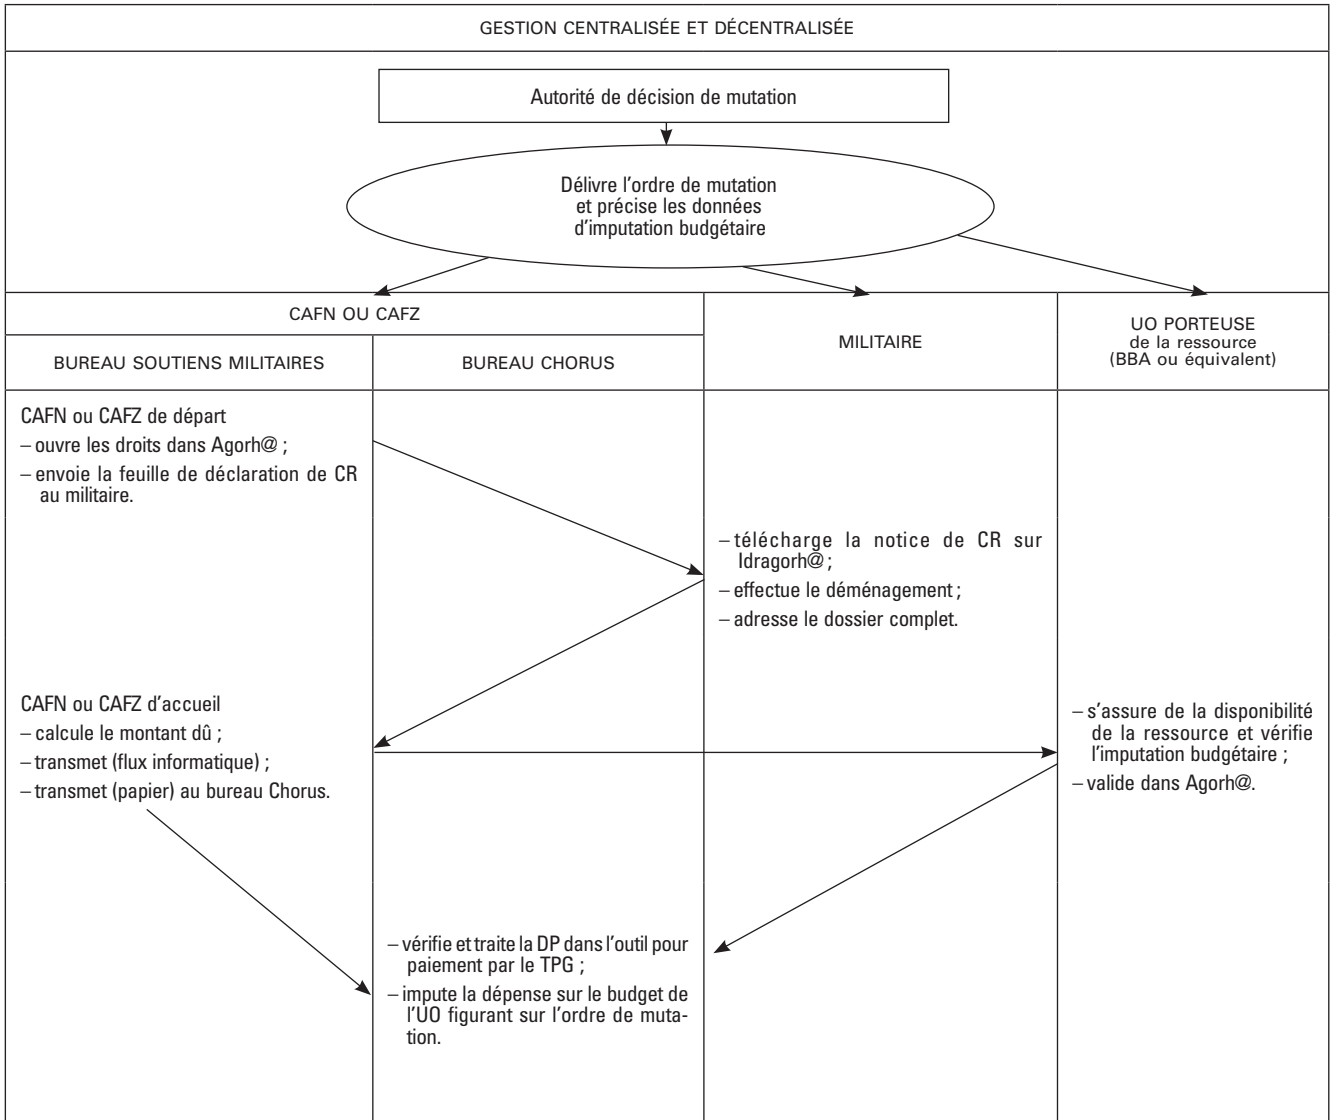 GESTION CENTRALISÉE ET DÉCENTRALISÉE
Autorité de décision de mutation
Délivre l'ordre de mutation
et précise les données
d'imputation budgétaire
CAFN OU CAFZ
BUREAU SOUTIENS MILITAIRES
BUREAU CHORUS
MILITAIRE
UO PORTEUSE
de la ressource
(BBA ou équivalent)
CAFN ou CAFZ de départ
– ouvre les droits dans Agorh@ ;
– envoie la feuille de déclaration de CR
au militaire.
– télécharge la notice de CR sur
Idragorh@ ;
– effectue le déménagement ;
– adresse le dossier complet.
CAFN ou CAFZ d'accueil
– calcule le montant dû ;
– transmet (flux informatique) ;
– transmet (papier) au bureau Chorus.
– s'assure de la disponibilité
de la ressource et vérifie
l'imputation budgétaire ;
– valide dans Agorh@.
– vérifie et traite la DP dans l'outil pour
paiement par le TPG ;
– impute la dépense sur le budget de
l'UO figurant sur l'ordre de muta-
tion.